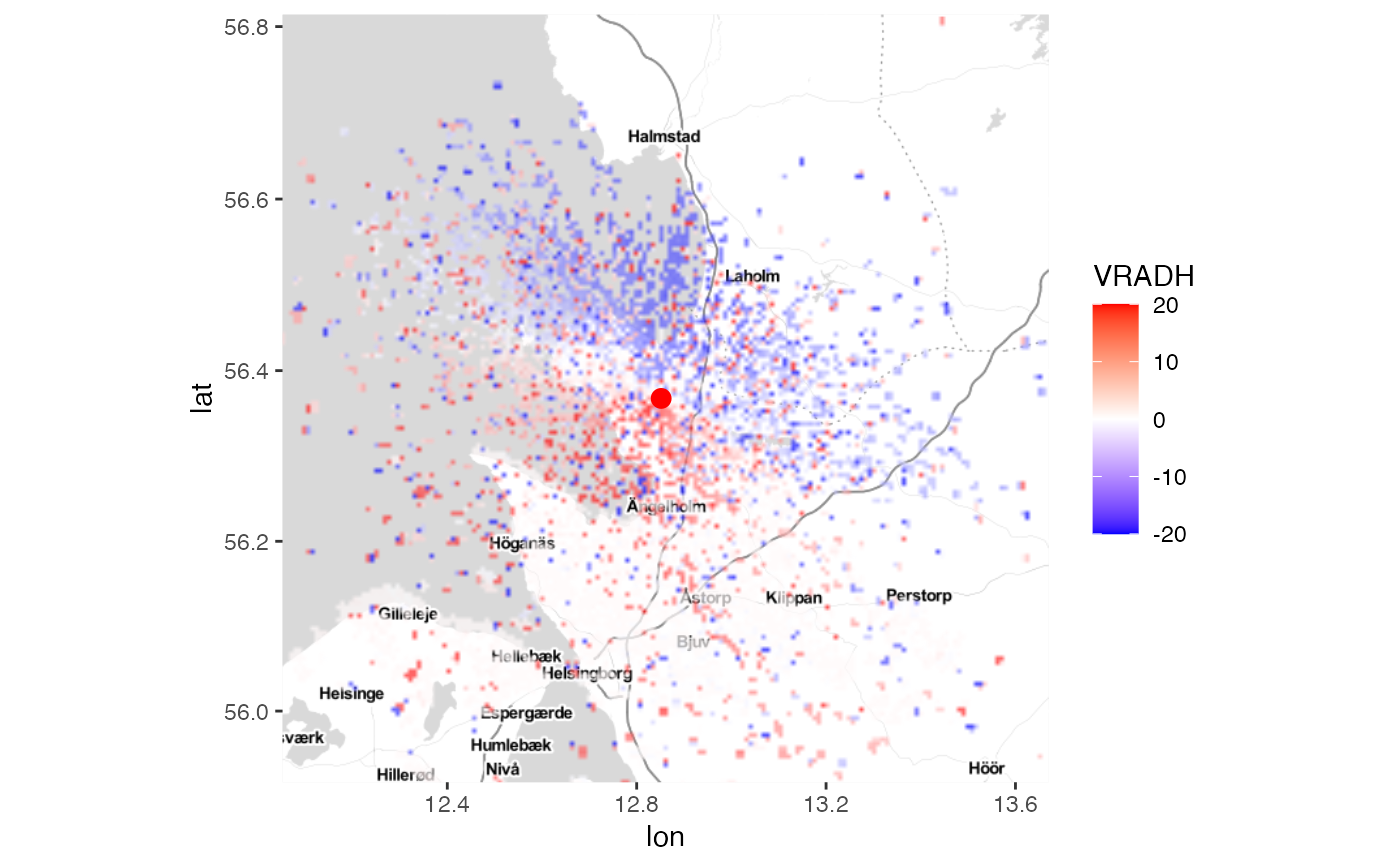 56.8
Halmstad
56.6
VRADH
Laholm
20
10
56.4
0
-10
Ängelholm
-20
56.2
Höganäs
Åstorp
Klippan
Perstorp
Gilleleje
Bjuv
Hellebæk
Helsingborg
Helsinge
56.0
Espergærde
sværk
Humlebæk
Nivå
Höör
Hillerød
12.4
12.8
13.2
13.6
lon
lat